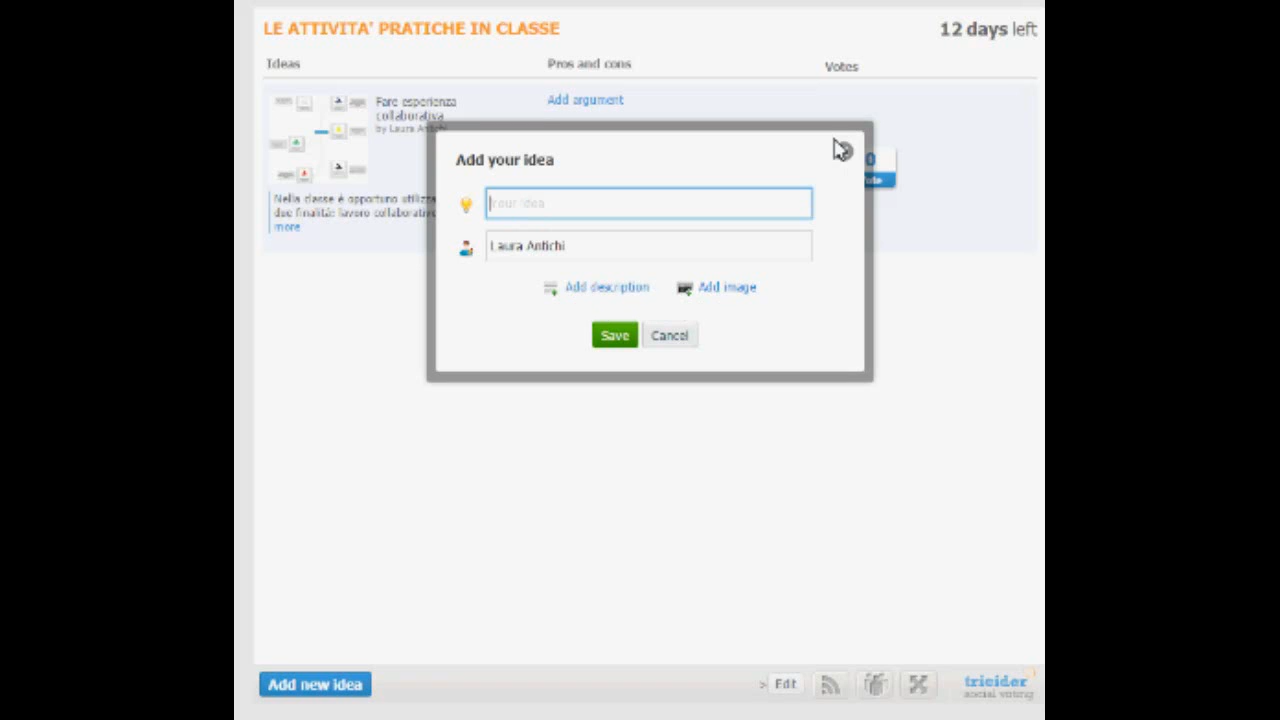 LE ATTIVITA' PRATICHE IN CLASSE
12 days left
Ideas
Pros and cons
Votes
Fare esperienza
collaborativa
by Laura Antichi
Add argument
0
Nella classe è opportuno
due finalità: lavoro
more
Add your idea
Your idea
Laura Antichi
Add description
Add image
Save
Cancel
Add new idea
> Edit
tricider
social voting